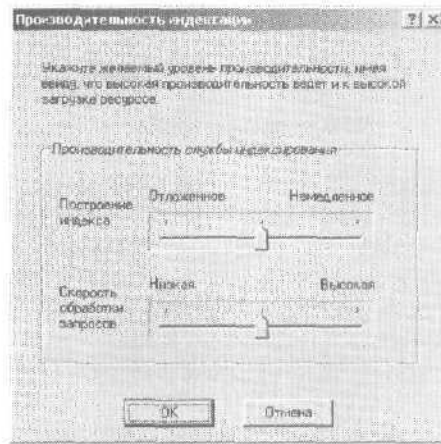 Производительность индексации
Укажите желаемый уровень производительности, имея
ввиду, что высокая производительность ведет и к высокой
загрузке ресурсов.
Производительность службы индексирования
Отложенное Немедленное
Построение
индекса
Низкая Высокая
Скорость
обработки
запросов
OK Отмена